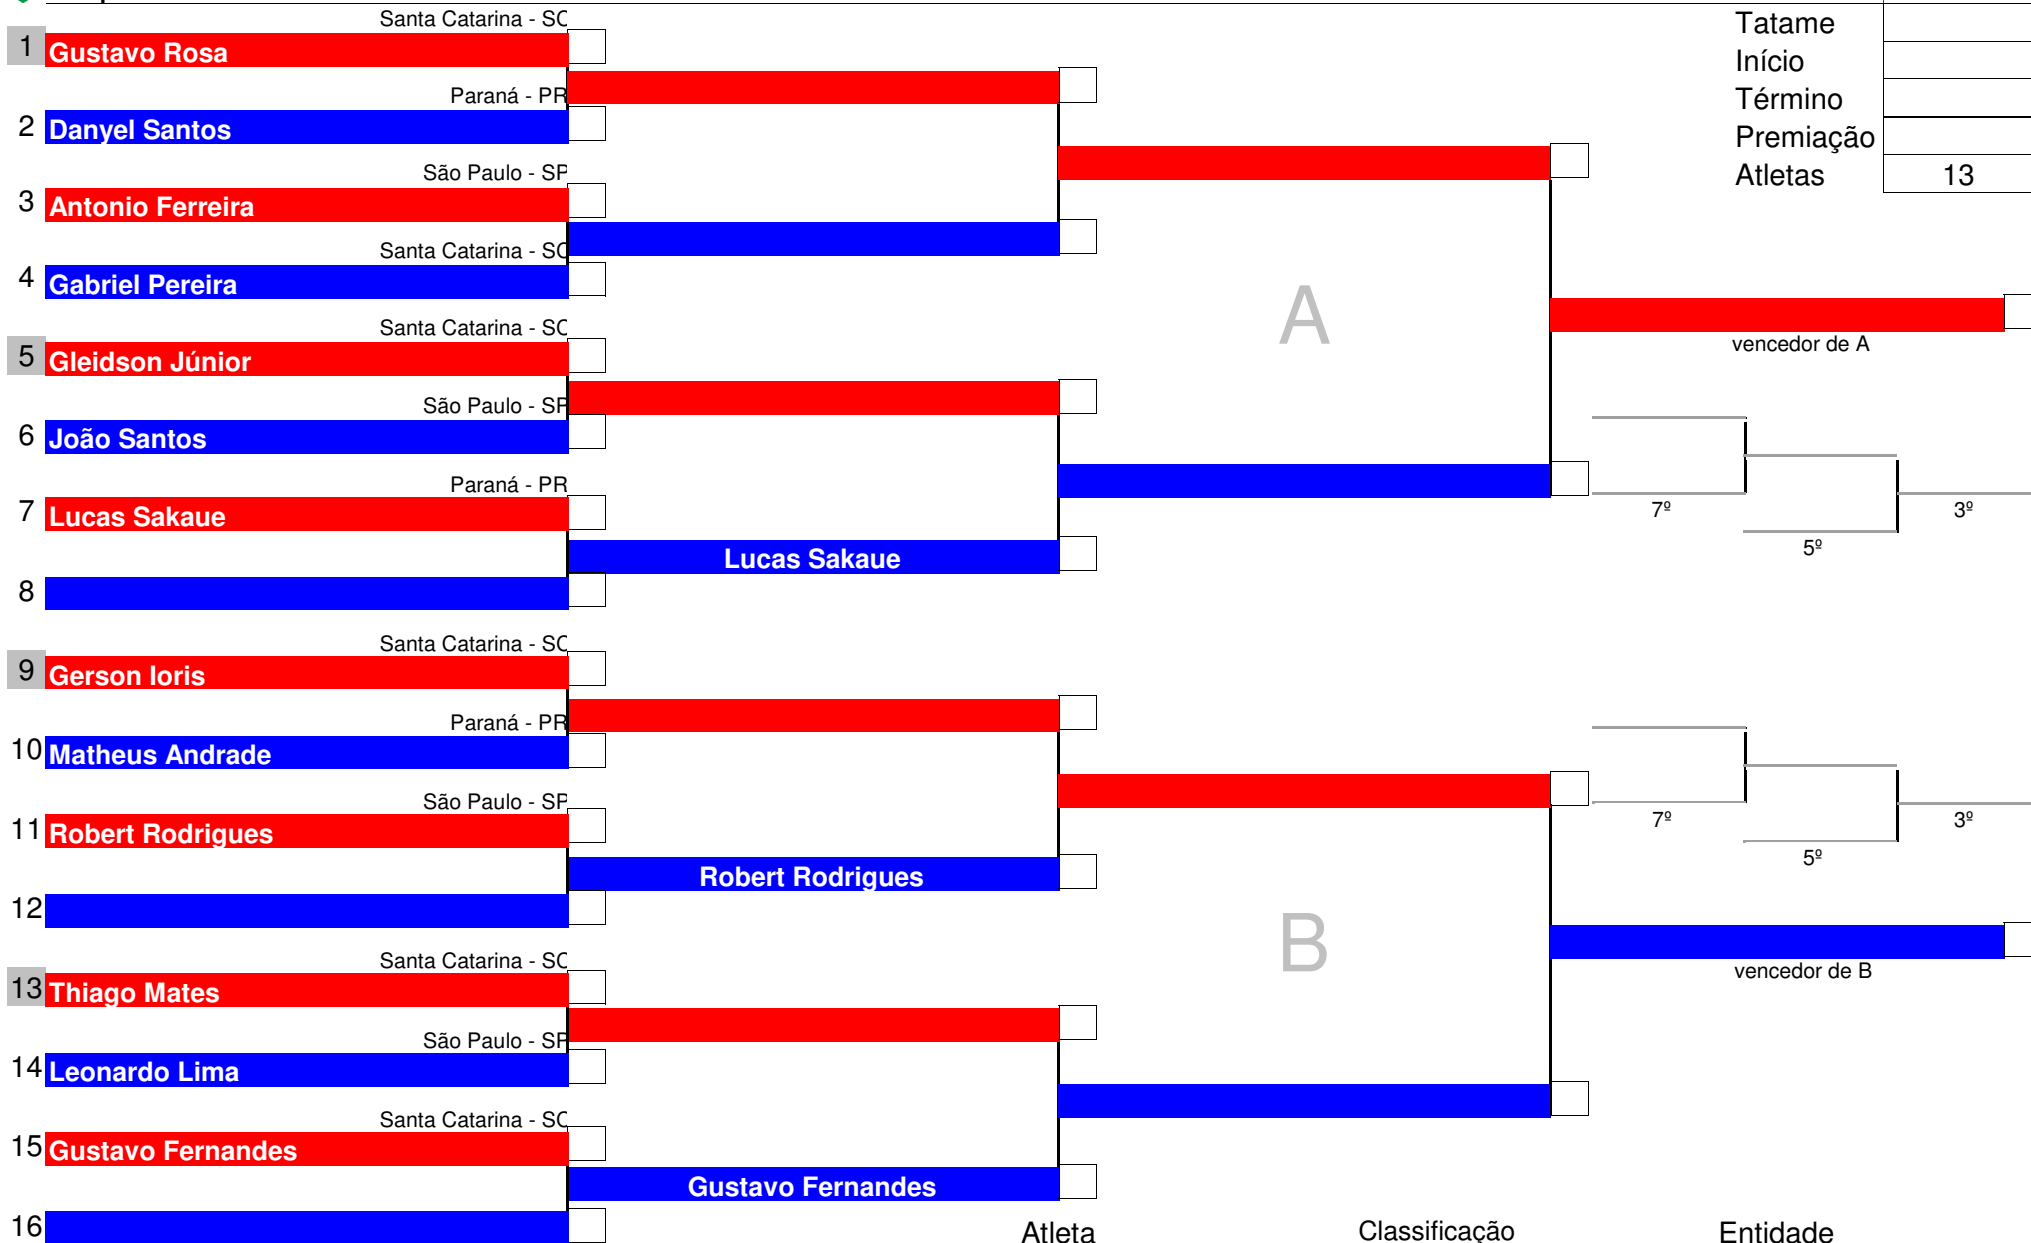 Santa Catarina - SC
1 Gustavo Rosa
Paraná - PR
2 Danyel Santos
São Paulo - SP
3 Antonio Ferreira
Santa Catarina - SC
4 Gabriel Pereira
Santa Catarina - SC
5 Gleidson Júnior
São Paulo - SP
6 João Santos
Paraná - PR
7 Lucas Sakaue
Lucas Sakaue
8
Santa Catarina - SC
9 Gerson Ioris
Paraná - PR
10 Matheus Andrade
São Paulo - SP
11 Robert Rodrigues
Robert Rodrigues
12
Santa Catarina - SC
13 Thiago Mates
São Paulo - SP
14 Leonardo Lima
Santa Catarina - SC
15 Gustavo Fernandes
Gustavo Fernandes
16
A
B
Tatame
Início
Término
Premiação
Atletas 13
vencedor de A
7º
3º
5º
7º
3º
5º
vencedor de B
Atleta Classificação Entidade